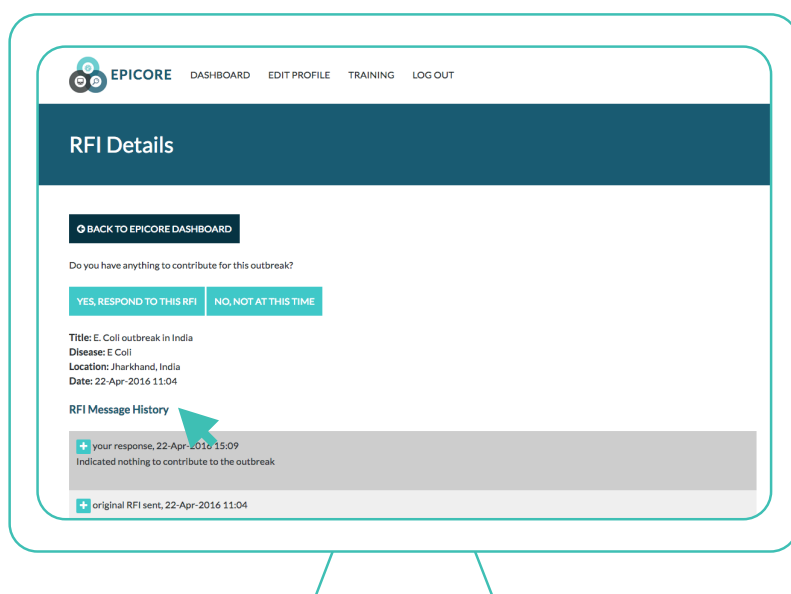 EPICORE DASHBOARD EDIT PROFILE TRAINING LOG OUT
RFI Details
BACK TO EPICORE DASHBOARD
Do you have anything to contribute for this outbreak?
YES, RESPOND TO THIS RFI NO, NOT AT THIS TIME
Title: E. Coli outbreak in India
Disease: E Coli
Location: Jharkhand, India
Date: 22-Apr-2016 11:04
RFI Message History
your response, 22-Apr-2016 15:09
Indicated nothing to contribute to the outbreak
original RFI sent, 22-Apr-2016 11:04